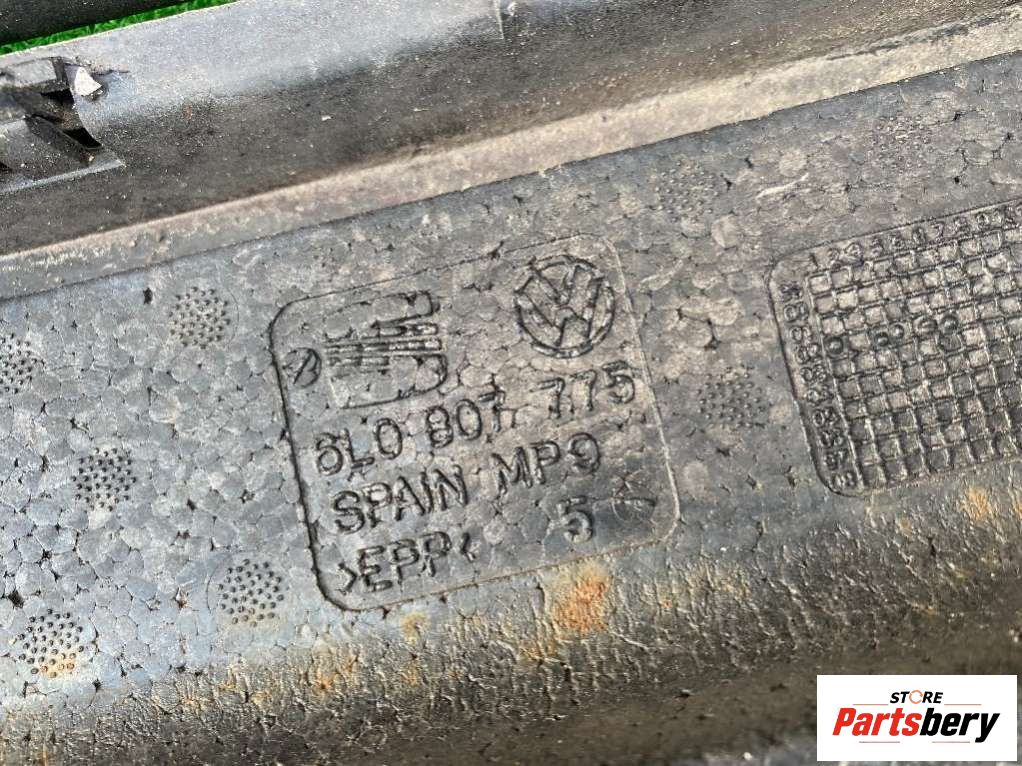 6L0 807 775
SPAIN MP9
>EPP< 5
STORE
Partsbery